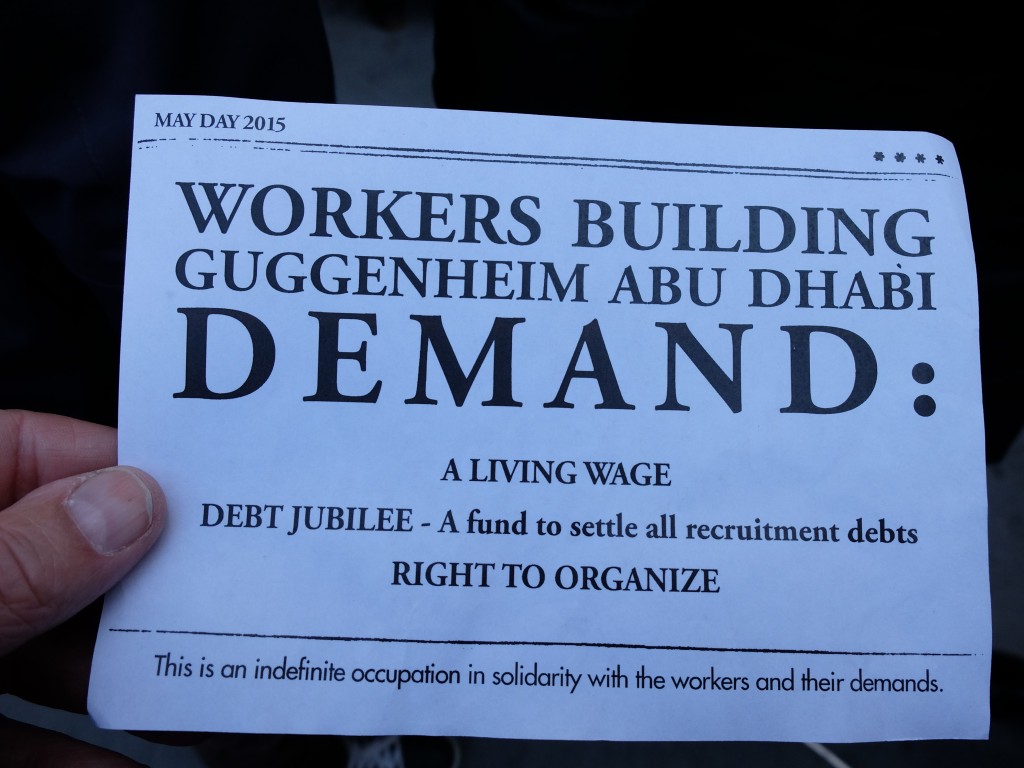 MAY DAY 2015
****
WORKERS BUILDING
GUGGENHEIM ABU DHABI
DEMAND:
A LIVING WAGE
DEBT JUBILEE - A fund to settle all recruitment debts
RIGHT TO ORGANIZE
This is an indefinite occupation in solidarity with the workers and their demands.